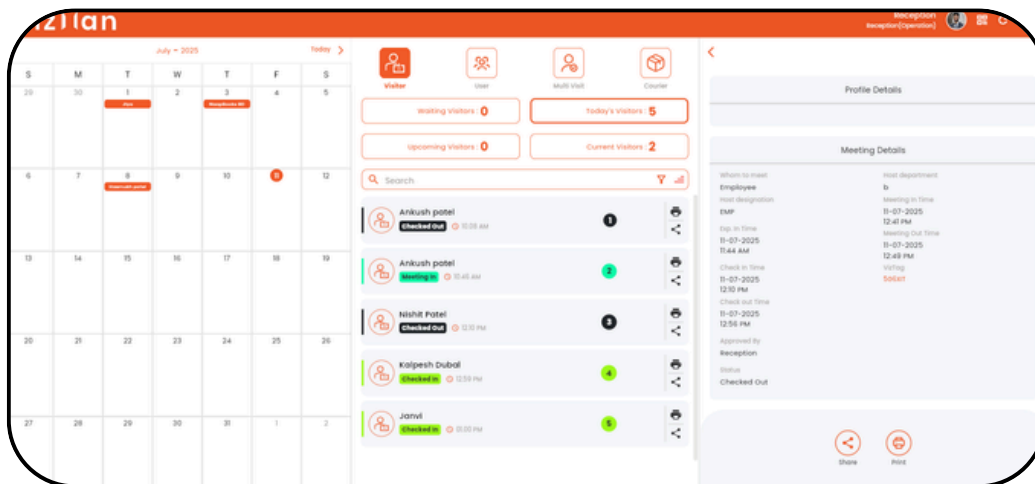 Reception
Reception(Operation)
July - 2025
Today
S M T W T F S
29 30 1 2 3 4 5
6 7 8 9 10 11 12
13 14 15 16 17 18 19
20 21 22 23 24 25 26
27 28 29 30 31 1 2
Visitor
User
Multi Visit
Courier
Waiting Visitors : 0
Today's Visitors : 5
Upcoming Visitors : 0
Current Visitors : 2
Search
Ankush patel
Checked Out 10:09 AM
1
Ankush patel
Meeting In 10:46 AM
2
Nishit Patel
Checked Out 12:10 PM
3
Kalpesh Dubal
Checked In 12:59 PM
4
Janvi
Checked In 01:00 PM
5
Profile Details
Meeting Details
Whom to meet
Employee
Host designation
EMP
Exp. In Time
11-07-2025
11:44 AM
Check In Time
11-07-2025
12:10 PM
Check out Time
11-07-2025
12:56 PM
Approved By
Reception
Status
Checked Out
Host department
b
Meeting In Time
11-07-2025
12:41 PM
Meeting Out Time
11-07-2025
12:49 PM
VizTag
Share
Print